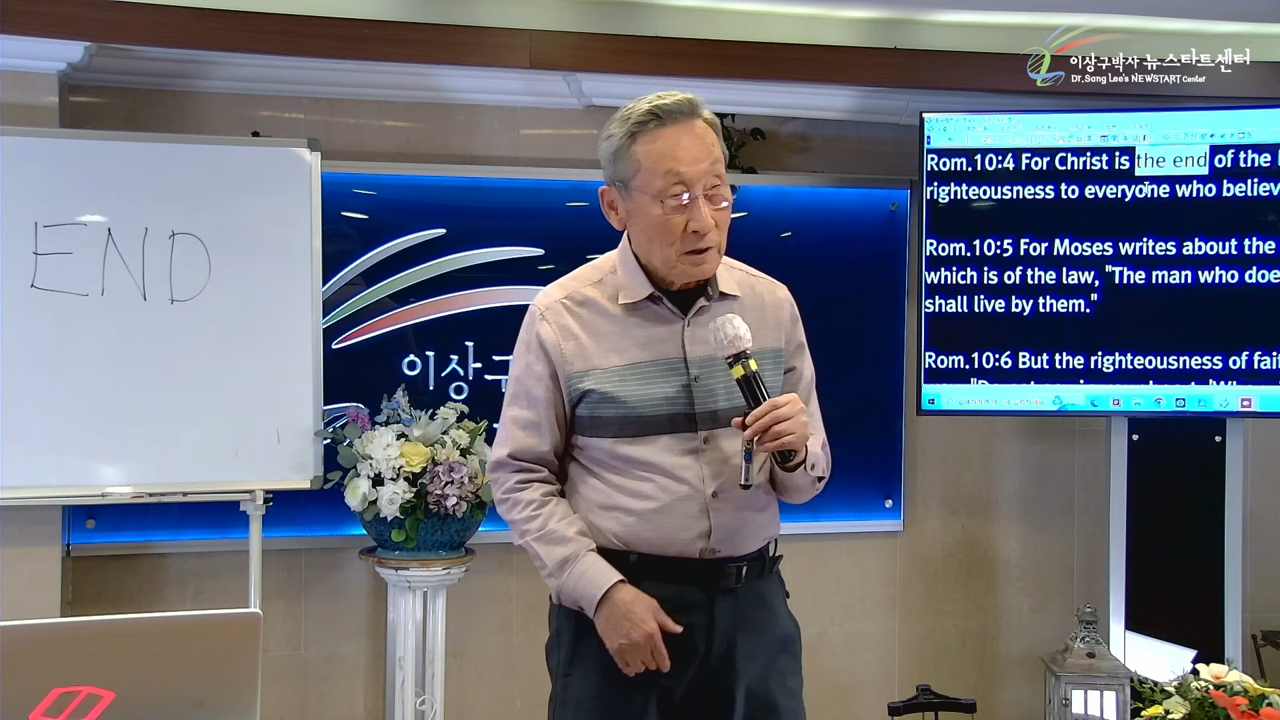 이상구박사 뉴스타트센터
Dr. Sang Lee's NEWSTART Center
END
이상구
Rom.10:4 For Christ is the end of the
righteousness to everyone who believ
Rom.10:5 For Moses writes about the
which is of the law, "The man who doe
shall live by them."
Rom.10:6 But the righteousness of fai